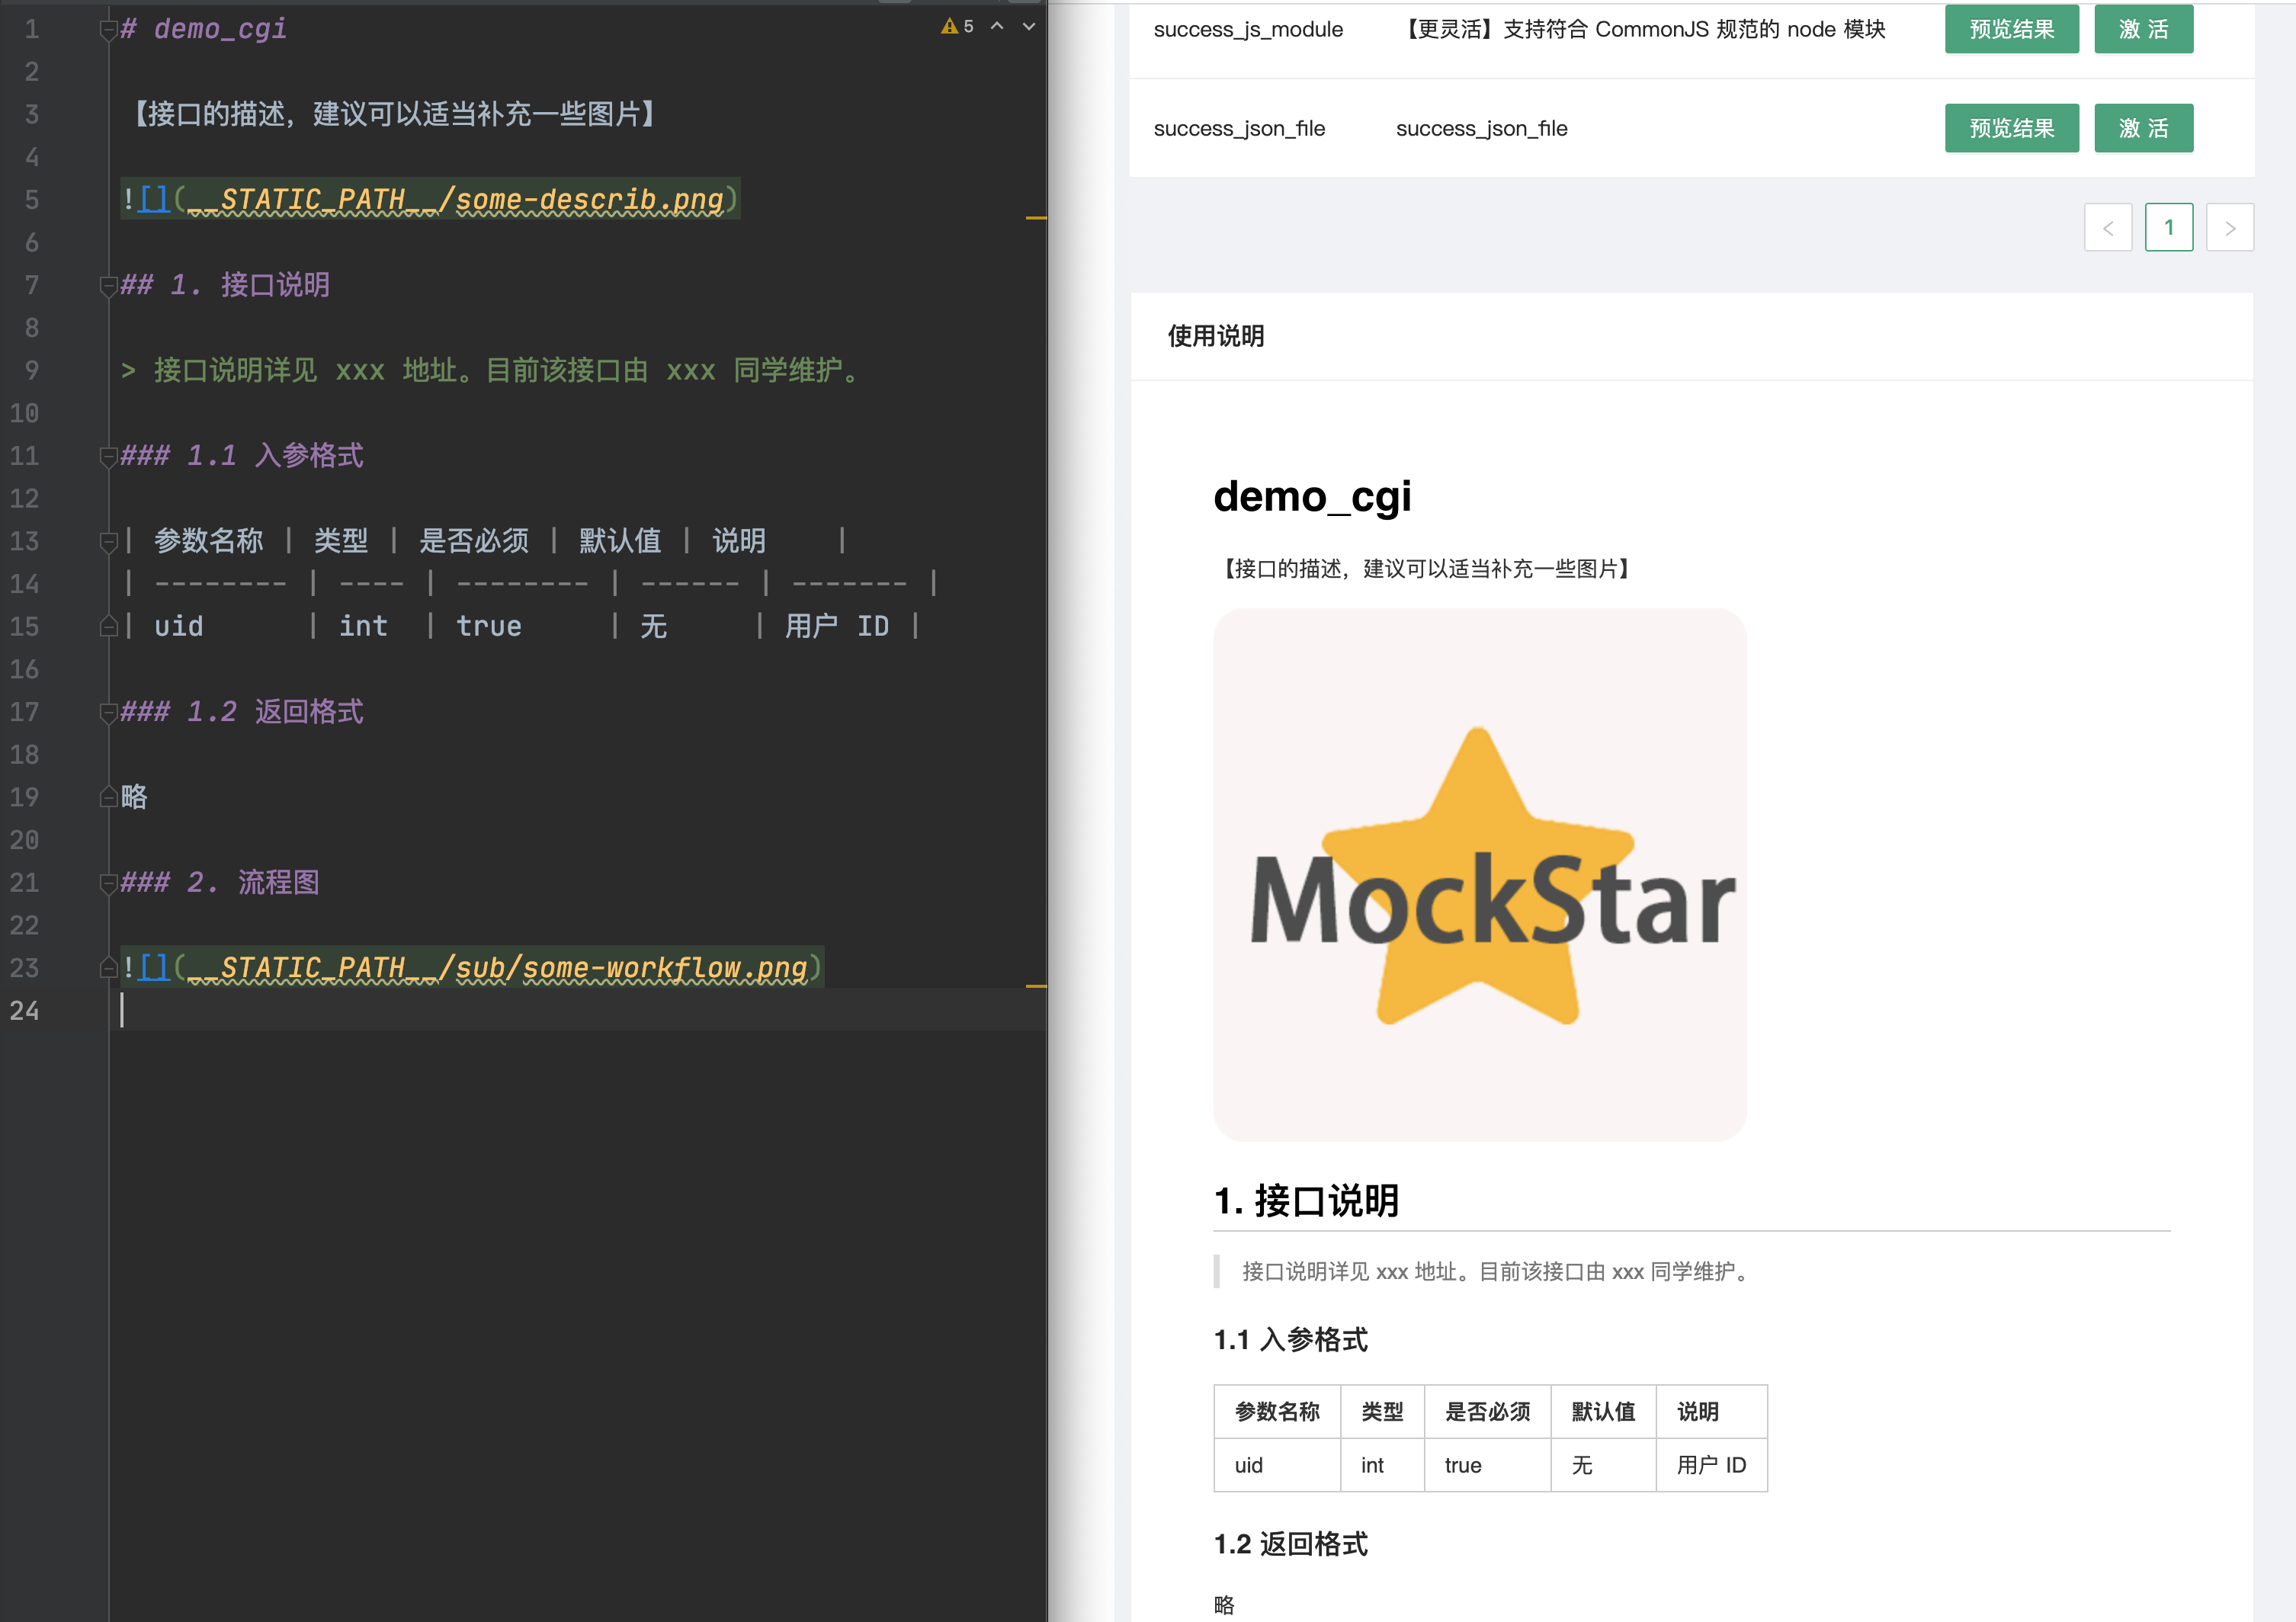 1 # demo_cgi
⚠ 5
2
3 【接口的描述，建议可以适当补充一些图片】
4
5 ![](__STATIC_PATH__/some-describ.png)
6
7 ## 1. 接口说明
8
9 > 接口说明详见 xxx 地址。目前该接口由 xxx 同学维护。
10
11 ### 1.1 入参格式
12
13 | 参数名称 | 类型 | 是否必须 | 默认值 | 说明 |
14 | -------- | ---- | -------- | ------ | ------- |
15 | uid | int | true | 无 | 用户 ID |
16
17 ### 1.2 返回格式
18
19 略
20
21 ### 2. 流程图
22
23 ![](__STATIC_PATH__/sub/some-workflow.png)
24
success_js_module 【更灵活】支持符合 CommonJS 规范的 node 模块 预览结果 激 活
success_json_file success_json_file 预览结果 激 活
< 1 >
使用说明
demo_cgi
【接口的描述，建议可以适当补充一些图片】
MockStar
1. 接口说明
接口说明详见 xxx 地址。目前该接口由 xxx 同学维护。
1.1 入参格式
参数名称 类型 是否必须 默认值 说明
uid int true 无 用户 ID
1.2 返回格式
略